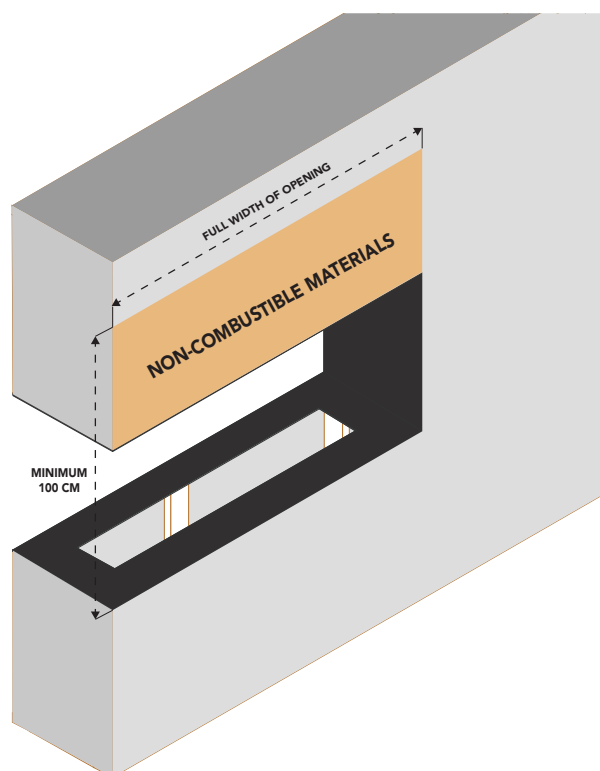 FULL WIDTH OF OPENING
NON-COMBUSTIBLE MATERIALS
MINIMUM
100 CM